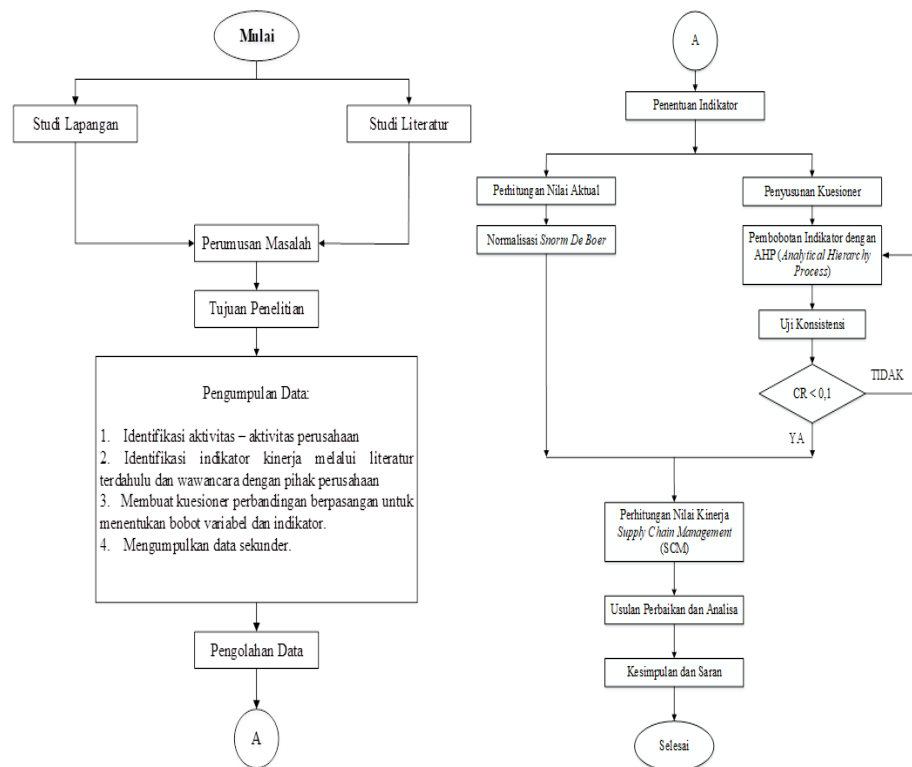 Mulai
Studi Lapangan
Studi Literatur
Perumusan Masalah
Tujuan Penelitian
Pengumpulan Data:
1. Identifikasi aktivitas – aktivitas perusahaan
2. Identifikasi indikator kinerja melalui literatur
terdahulu dan wawancara dengan pihak perusahaan
3. Membuat kuesioner perbandingan berpasangan untuk
menentukan bobot variabel dan indikator.
4. Mengumpulkan data sekunder.
Pengolahan Data
A
A
Penentuan Indikator
Perhitungan Nilai Aktual
Normalisasi Snorm De Boer
Penyusunan Kuesioner
Pembobotan Indikator dengan
AHP (Analytical Hierarchy
Process)
Uji Konsistensi
CR < 0,1
TIDAK
YA
Perhitungan Nilai Kinerja
Supply Chain Management
(SCM)
Usulan Perbaikan dan Analisa
Kesimpulan dan Saran
Selesai